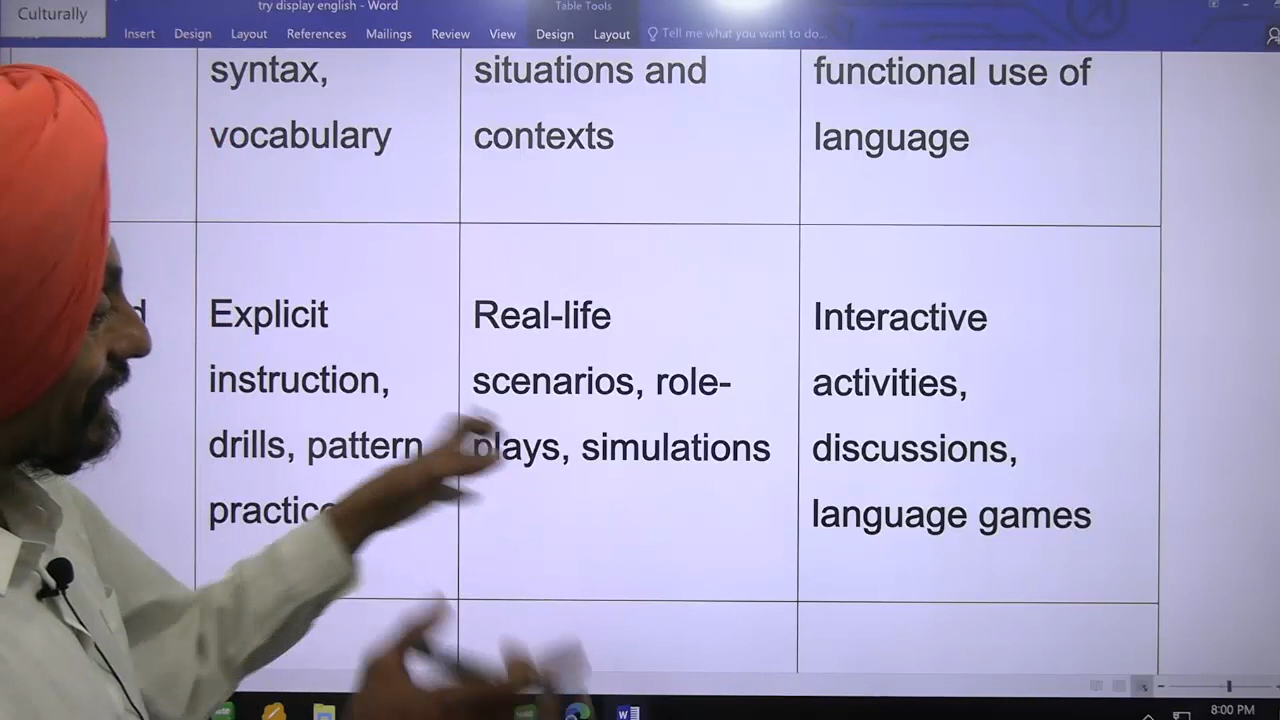 Culturally
try display english - Word
Table Tools
Insert Design Layout References Mailings Review View Design Layout Tell me what you want to do...
syntax,
vocabulary
situations and
contexts
functional use of
language
Explicit
instruction,
drills, pattern
practice
Real-life
scenarios, role-
plays, simulations
Interactive
activities,
discussions,
language games
8:00 PM